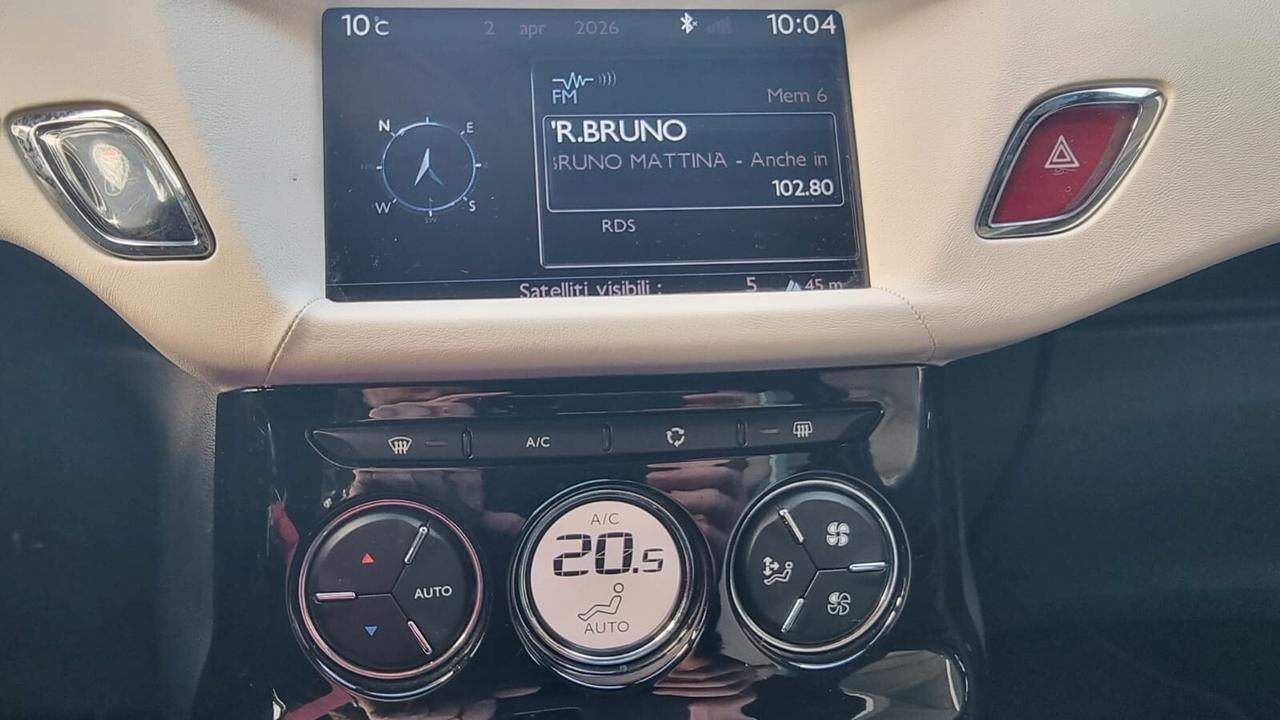 10°C 2 apr 2026 10:04
FM Mem 6
'R.BRUNO
BRUNO MATTINA - Anche in
102.80
RDS
N E
W S
SW
Satelliti visibili : 5 45 m
A/C
AUTO
A/C
20.5
AUTO